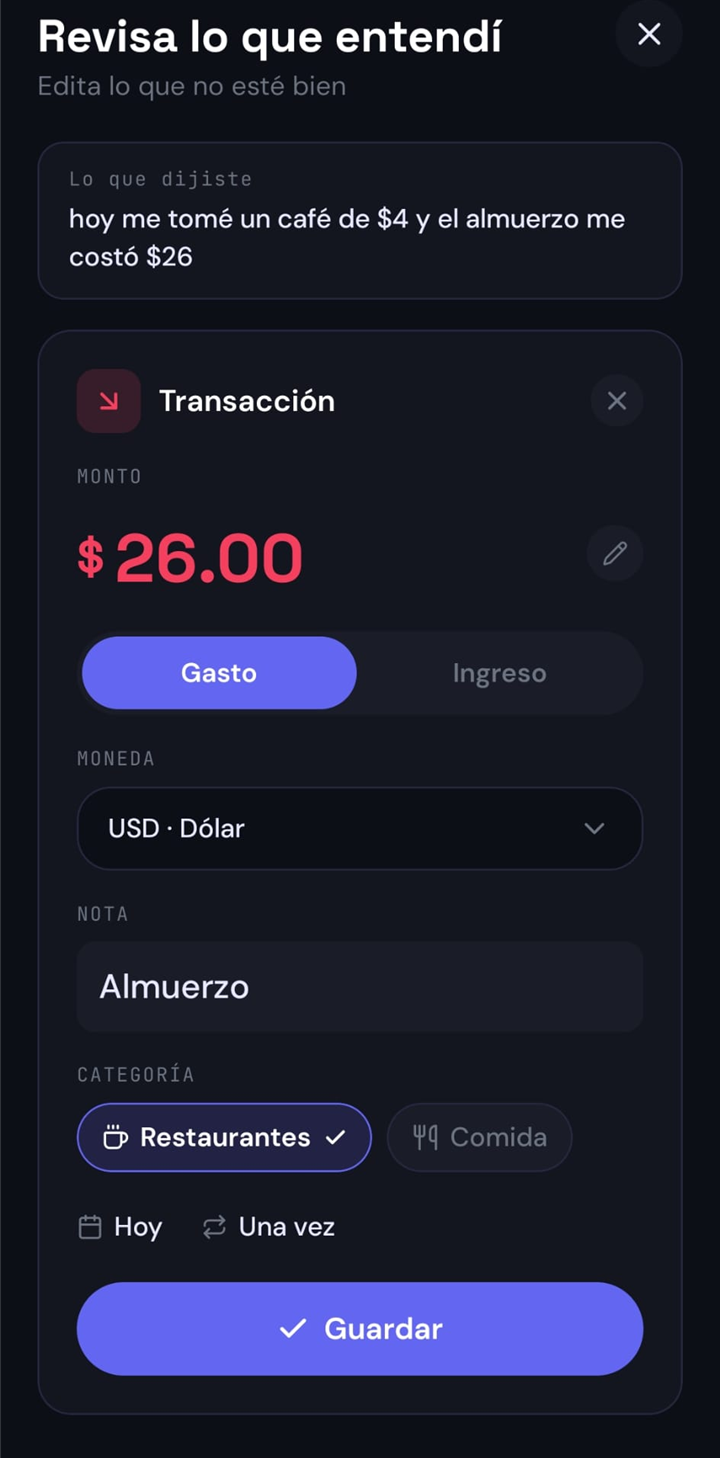 Revisa lo que entendí
Edita lo que no esté bien
Lo que dijiste
hoy me tomé un café de $4 y el almuerzo me
costó $26
Transacción
MONTO
$ 26.00
Gasto Ingreso
MONEDA
USD · Dólar
NOTA
Almuerzo
CATEGORÍA
Restaurantes Comida
Hoy Una vez
Guardar